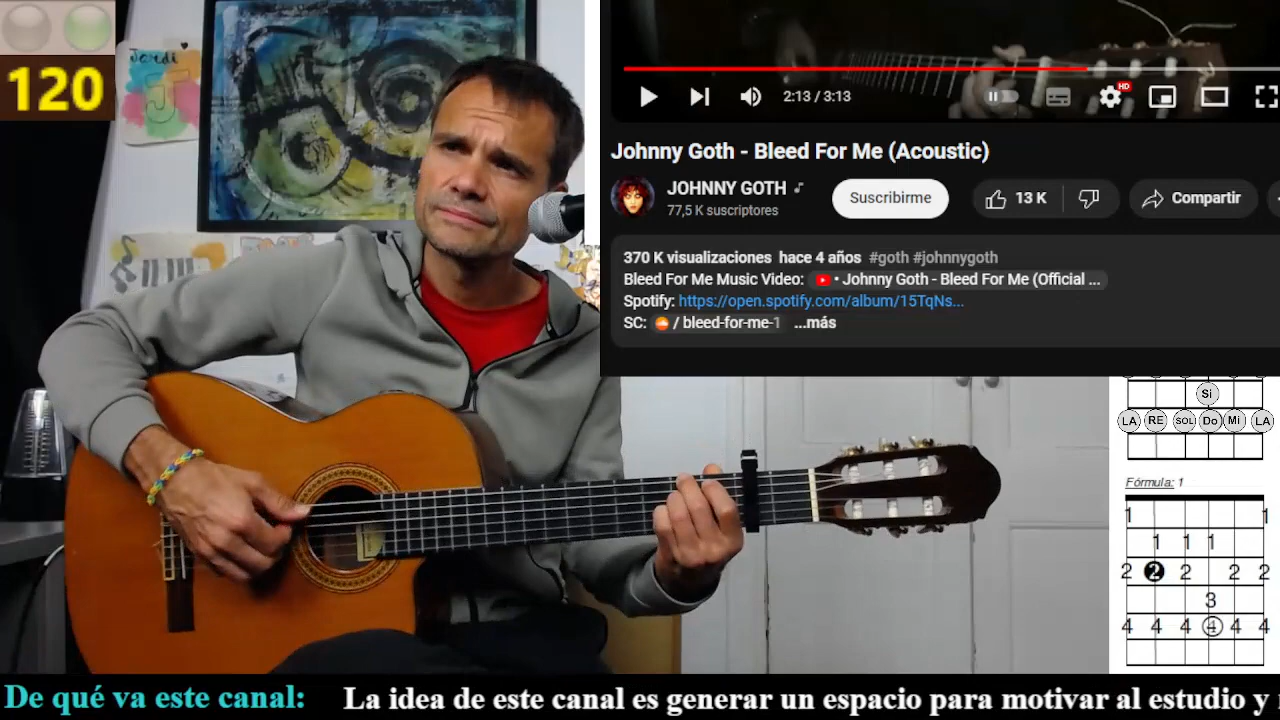 Jordi
J
120
HD
2:13 / 3:13
Johnny Goth - Bleed For Me (Acoustic)
JOHNNY GOTH
77,5 K suscriptores
Suscribirme
13 K
Compartir
370 K visualizaciones hace 4 años #goth #johnnygoth
Bleed For Me Music Video: • Johnny Goth - Bleed For Me (Official ...
Spotify: https://open.spotify.com/album/15TqNs...
SC: / bleed-for-me-1 ...más
Si
LA RE SOL Do Mi LA
Fórmula: 1
1 1
1 1 1
2 2 2 2 2
3
4 4 4 4 4 4
De qué va este canal: La idea de este canal es generar un espacio para motivar al estudio y